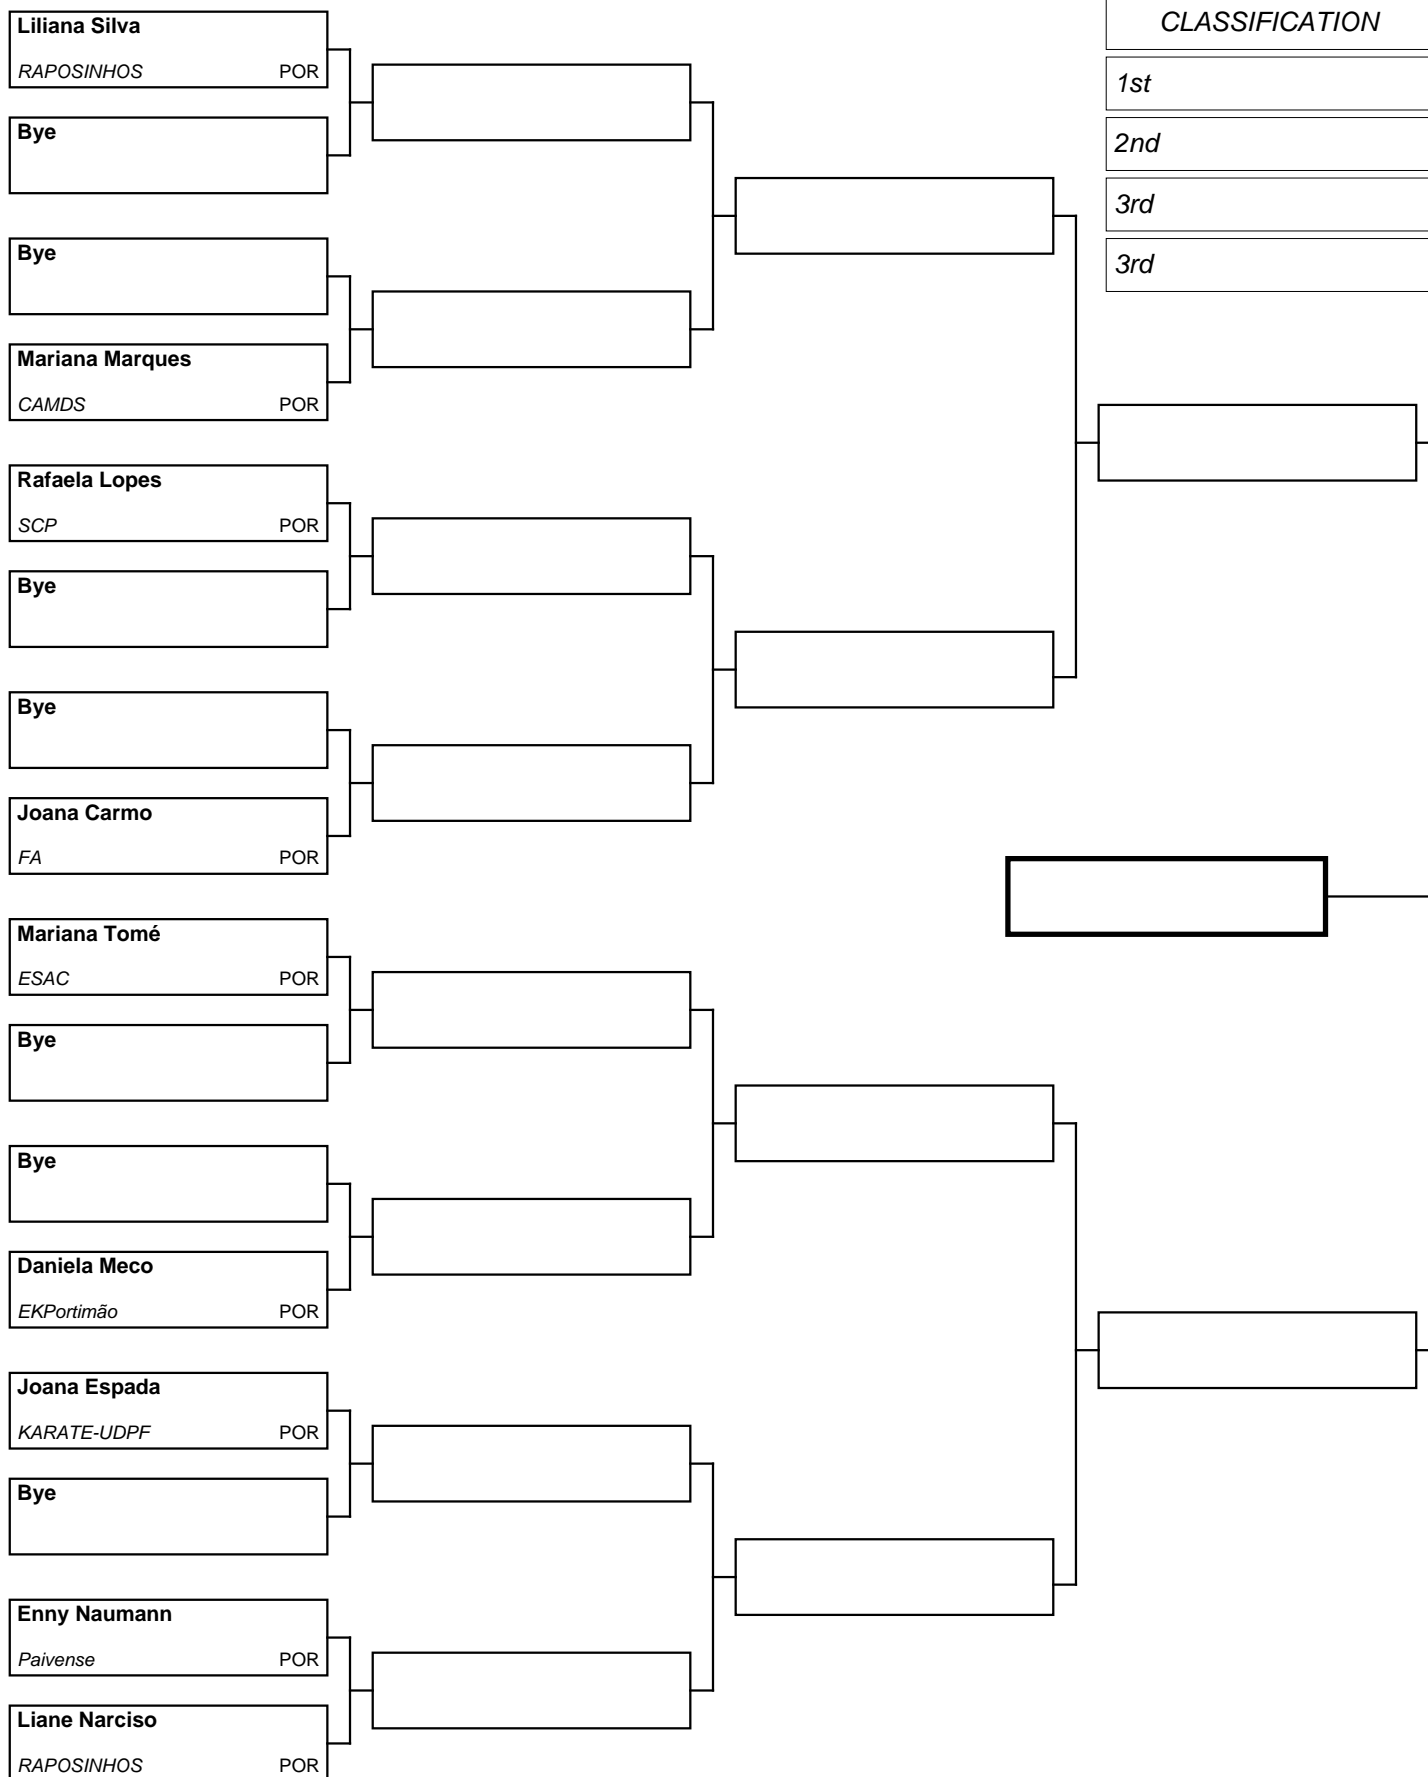 Liliana Silva
RAPOSINHOS POR
Bye
Bye
Mariana Marques
CAMDS POR
Rafaela Lopes
SCP POR
Bye
Bye
Joana Carmo
FA POR
Mariana Tomé
ESAC POR
Bye
Bye
Daniela Meco
EKPortimão POR
Joana Espada
KARATE-UDPF POR
Bye
Enny Naumann
Paivense POR
Liane Narciso
RAPOSINHOS POR
CLASSIFICATION
1st
2nd
3rd
3rd